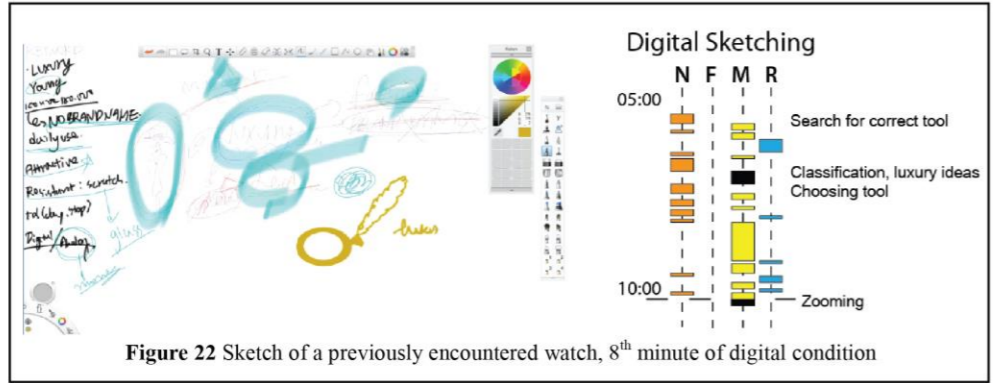 Luxury
Young
NO BRAND NAME
daily use
Attractive
Resistant: scratch
Digital / Analog
glass
Digital Sketching
N F M R
05:00
Search for correct tool
Classification, luxury ideas
Choosing tool
10:00
Zooming
Figure 22 Sketch of a previously encountered watch, 8th minute of digital condition